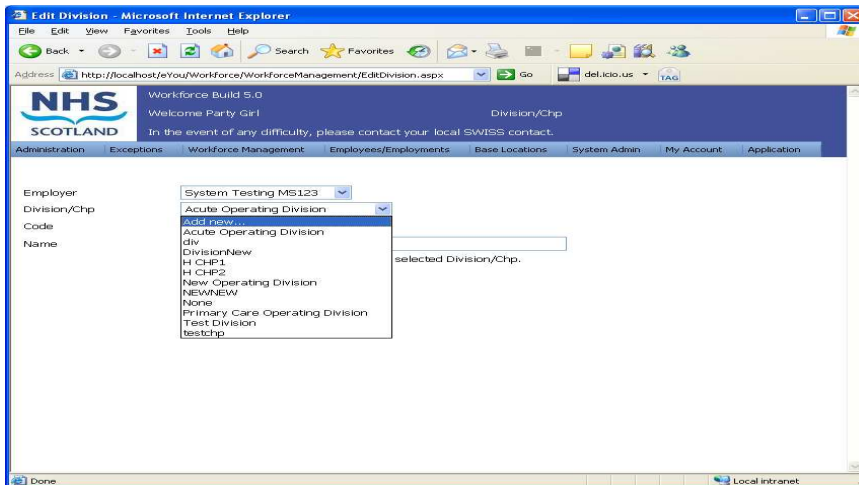 Edit Division - Microsoft Internet Explorer
File Edit View Favorites Tools Help
Back Search Favorites
Address http://localhost/eYou/Workforce/WorkforceManagement/EditDivision.aspx Go del.icio.us TAG
NHS
SCOTLAND
Workforce Build 5.0
Welcome Party Girl Division/Chp
In the event of any difficulty, please contact your local SWISS contact.
Administration Exceptions Workforce Management Employees/Employments Base Locations System Admin My Account Application
Employer System Testing MS123
Division/Chp Acute Operating Division
Code
Name
Add new...
Acute Operating Division
div
DivisionNew
H CHP1
H CHP2
New Operating Division
NEWNEW
None
Primary Care Operating Division
Test Division
testchp
selected Division/Chp.
Done Local intranet